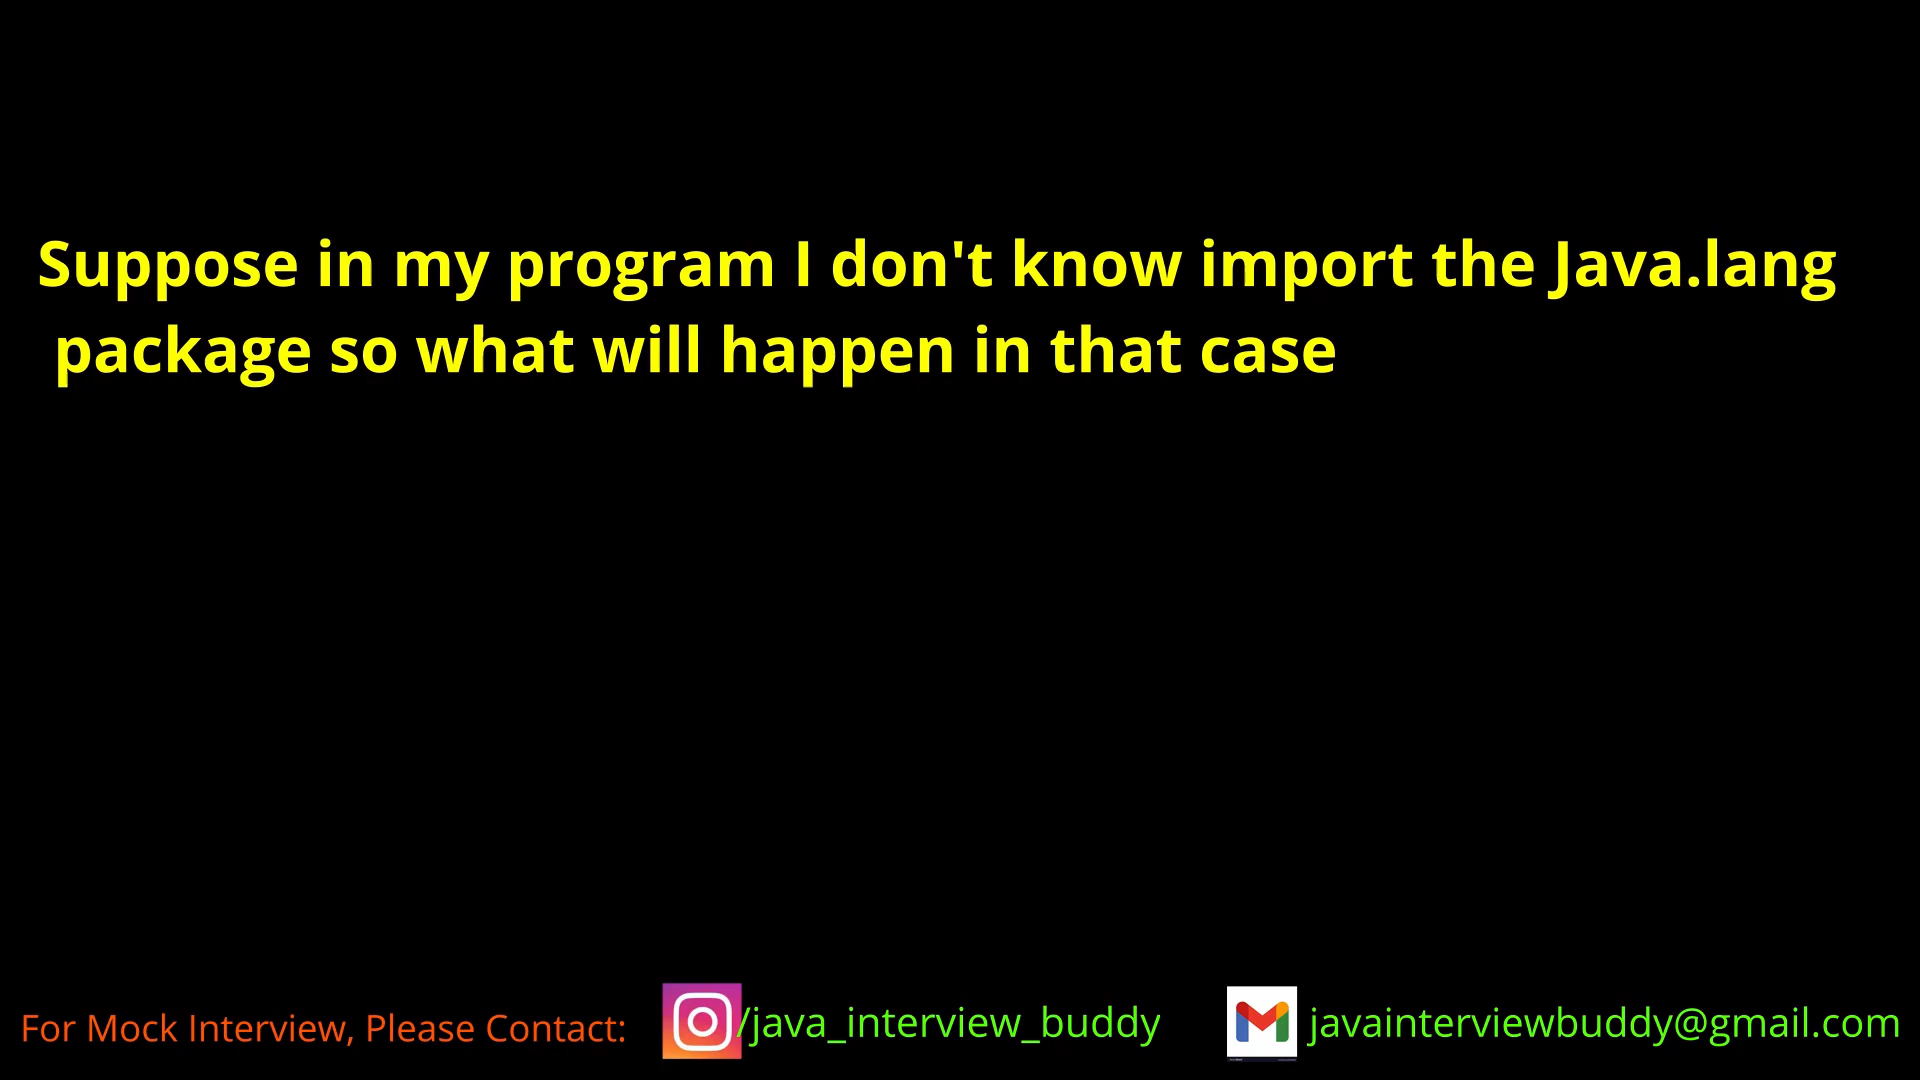 Suppose in my program I don't know import the Java.lang
package so what will happen in that case
For Mock Interview, Please Contact: /java_interview_buddy javainterviewbuddy@gmail.com